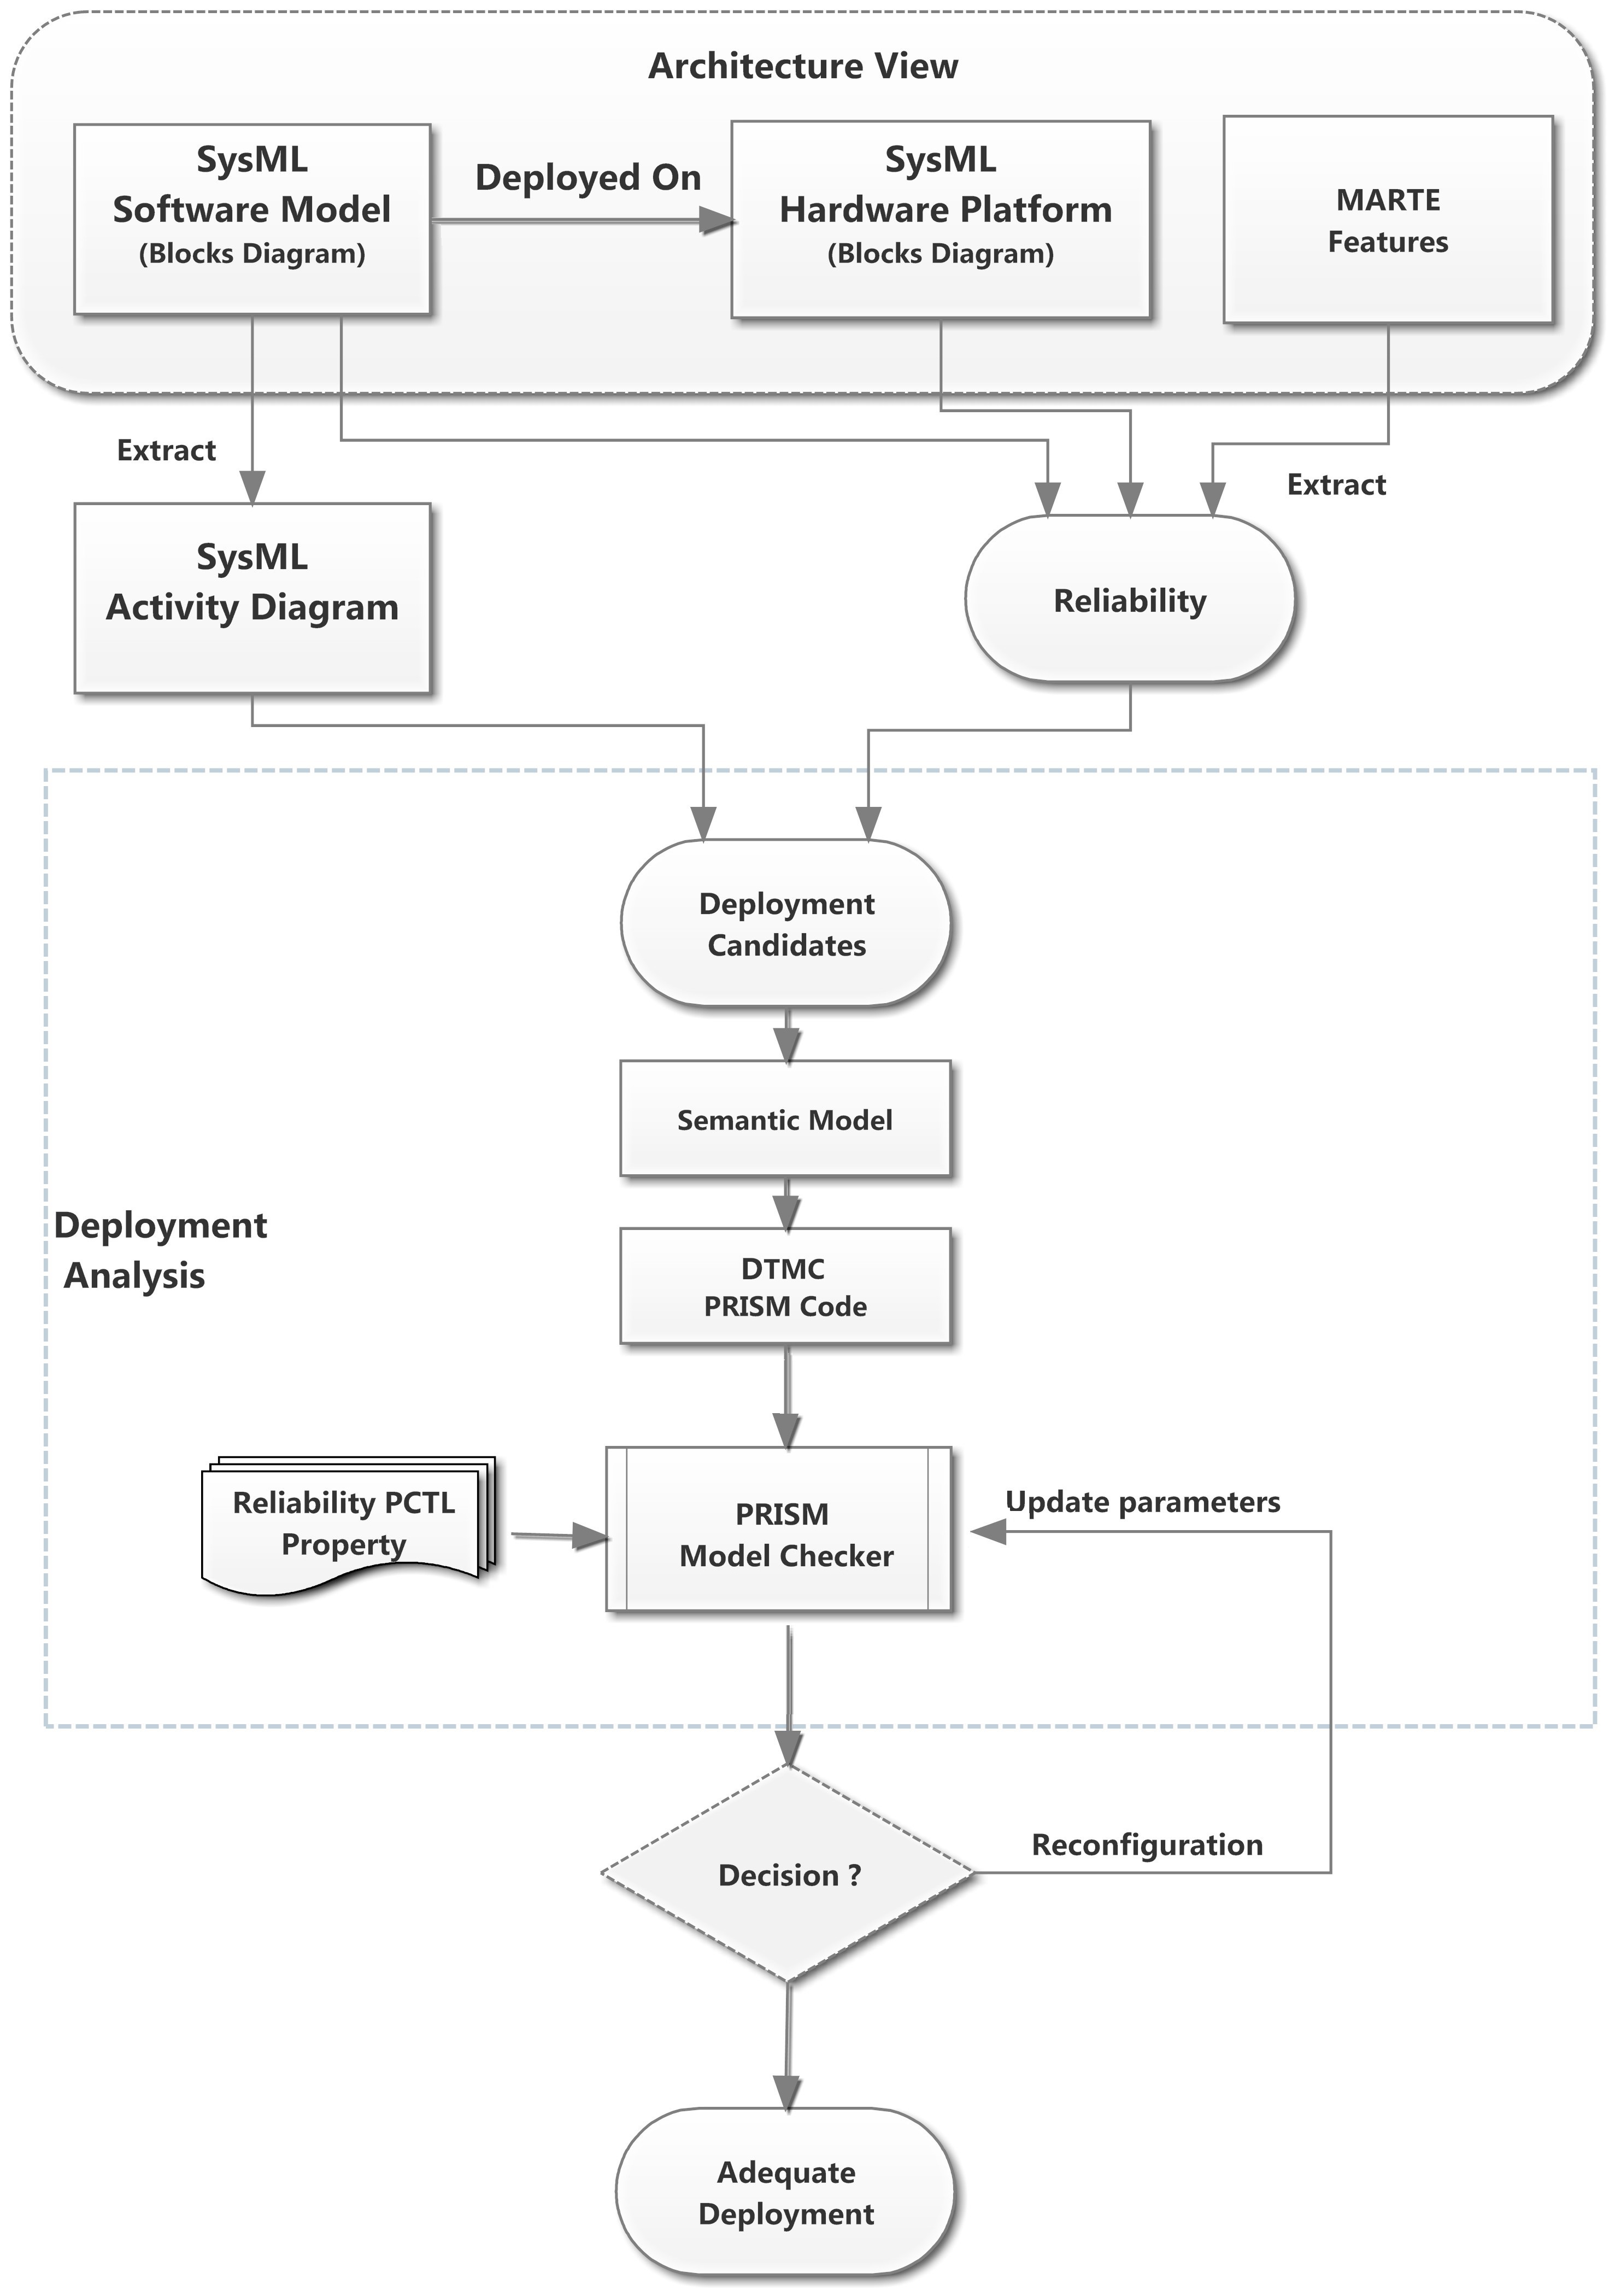 Architecture View
SysML
Software Model
(Blocks Diagram)
Deployed On
SysML
Hardware Platform
(Blocks Diagram)
MARTE
Features
Extract
Extract
SysML
Activity Diagram
Reliability
Deployment
Candidates
Semantic Model
Deployment
Analysis
DTMC
PRISM Code
Reliability PCTL
Property
PRISM
Model Checker
Update parameters
Reconfiguration
Decision ?
Adequate
Deployment